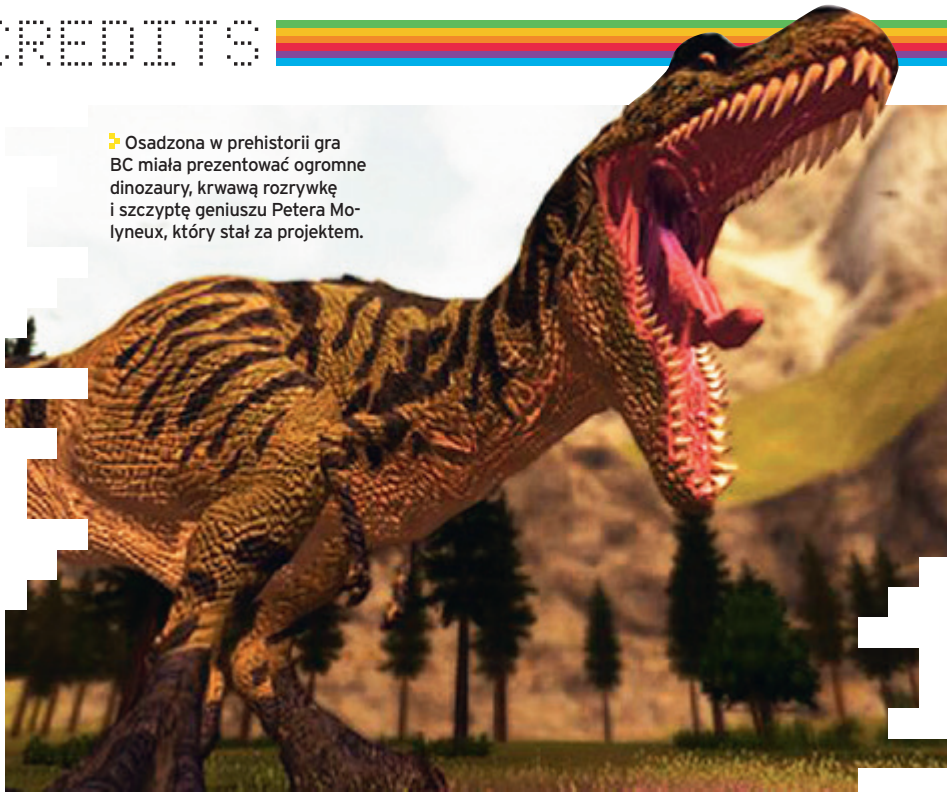 CREDITS
Osadzona w prehistorii gra
BC miała prezentować ogromne
dinozaury, krwawą rozrywkę
i szczyptę geniuszu Petera Mo-
lyneux, który stał za projektem.